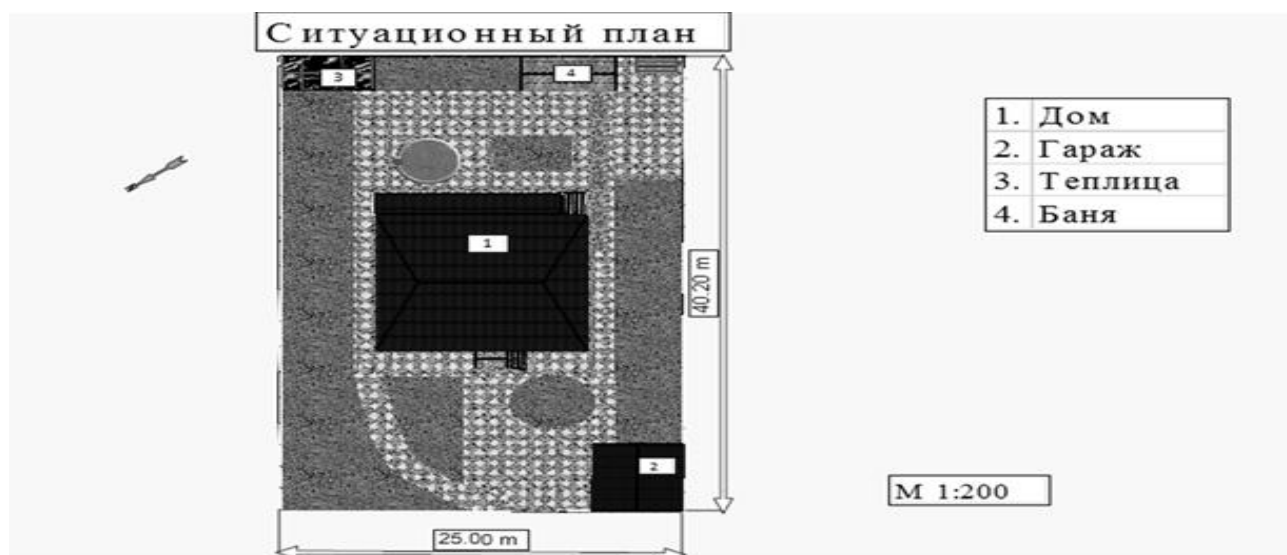 Ситуационный план
3
4
1. Дом
2. Гараж
3. Теплица
4. Баня
1
40.20 m
2
М 1:200
25.00 m